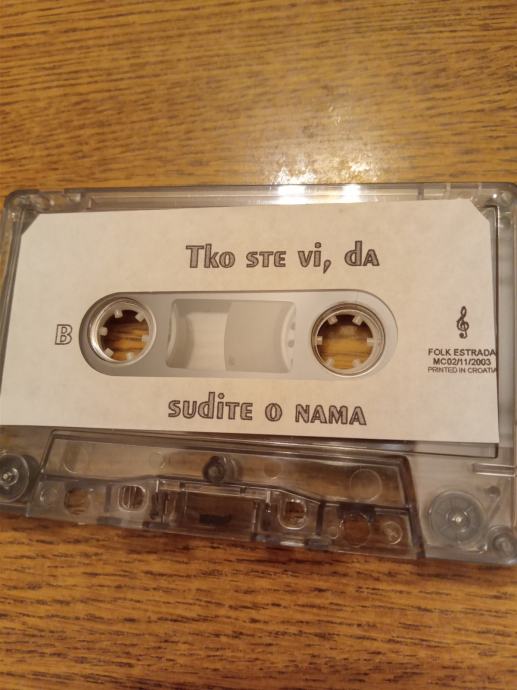 Tko STE vi, dA
B
FOLK ESTRADA
MC02/11/2003
PRINTED IN CROATIA
sudiTE O NAMA